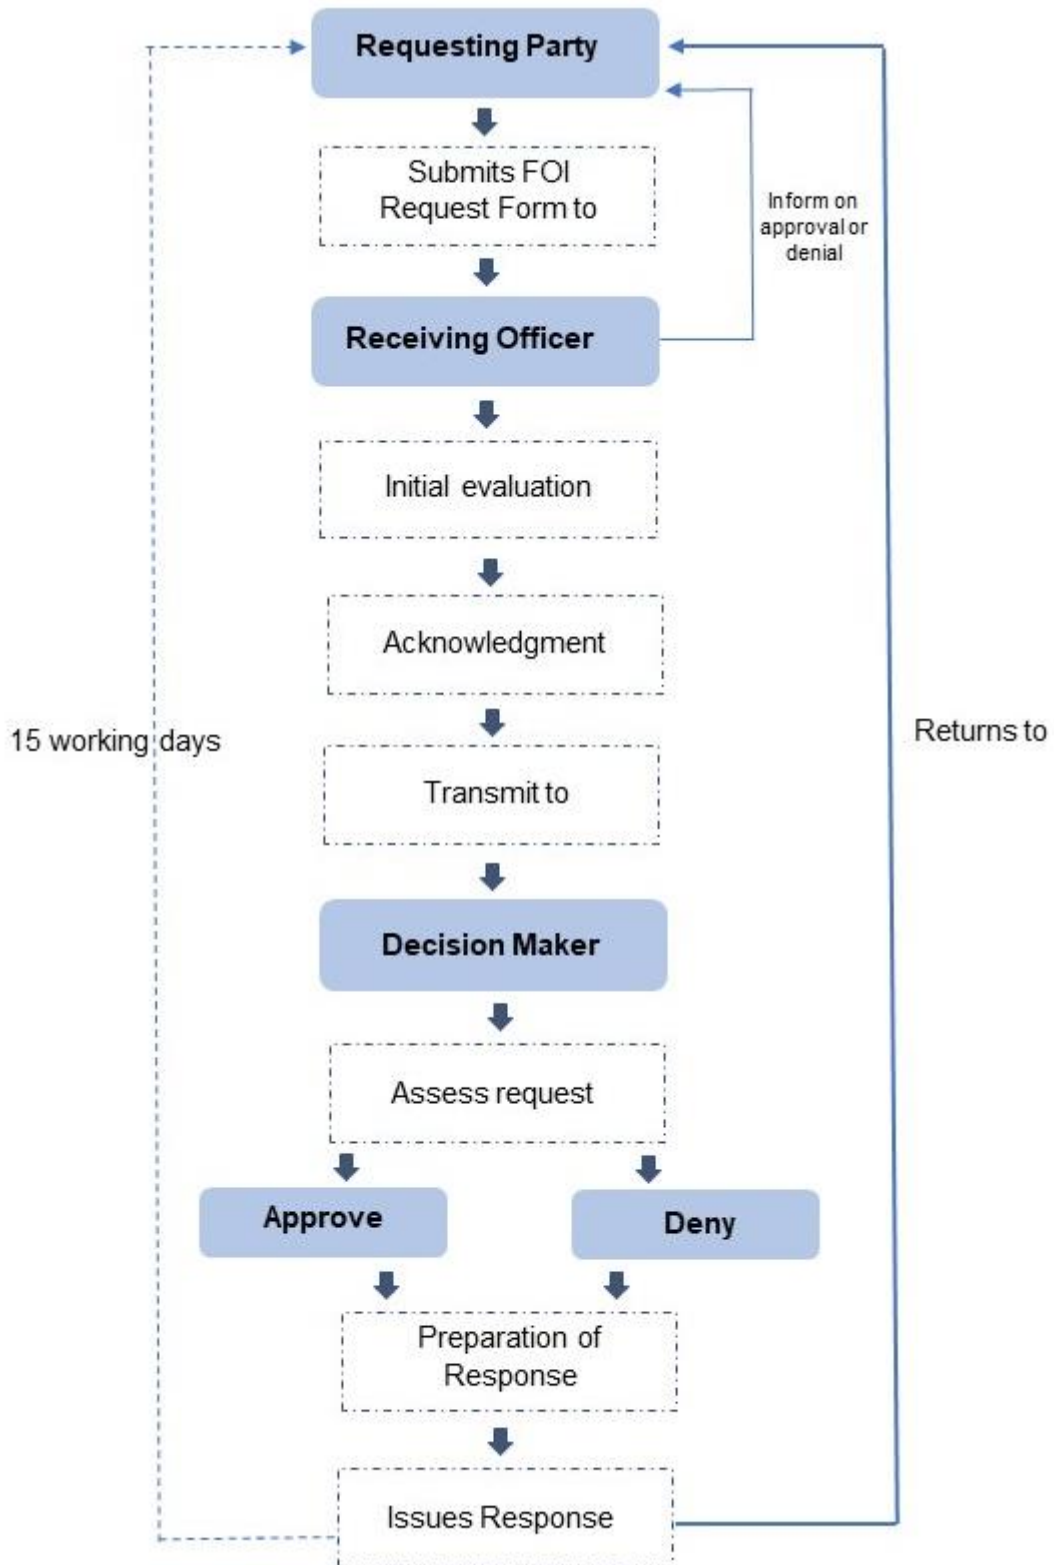 Requesting Party
Submits FOI
Request Form to
Inform on
approval or
denial
Receiving Officer
Initial evaluation
Acknowledgment
15 working days
Returns to
Transmit to
Decision Maker
Assess request
Approve
Deny
Preparation of
Response
Issues Response